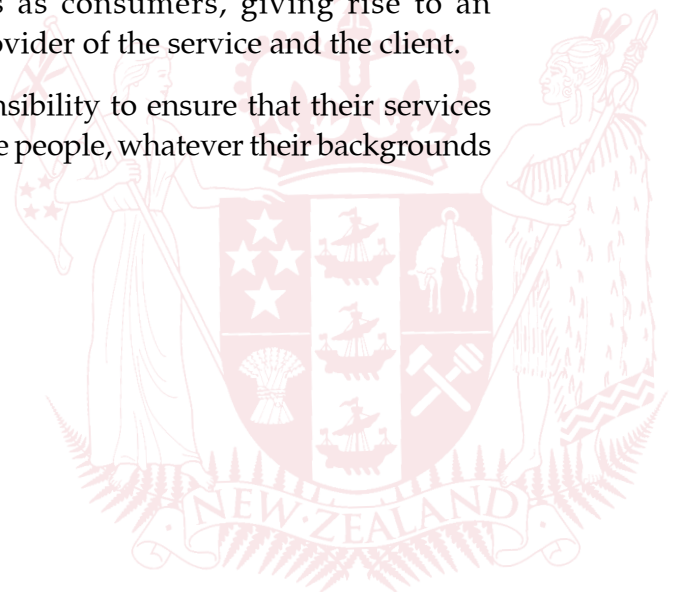 as consumers, giving rise to an
ovider of the service and the client.
nsibility to ensure that their services
e people, whatever their backgrounds
NEW·ZEALAND